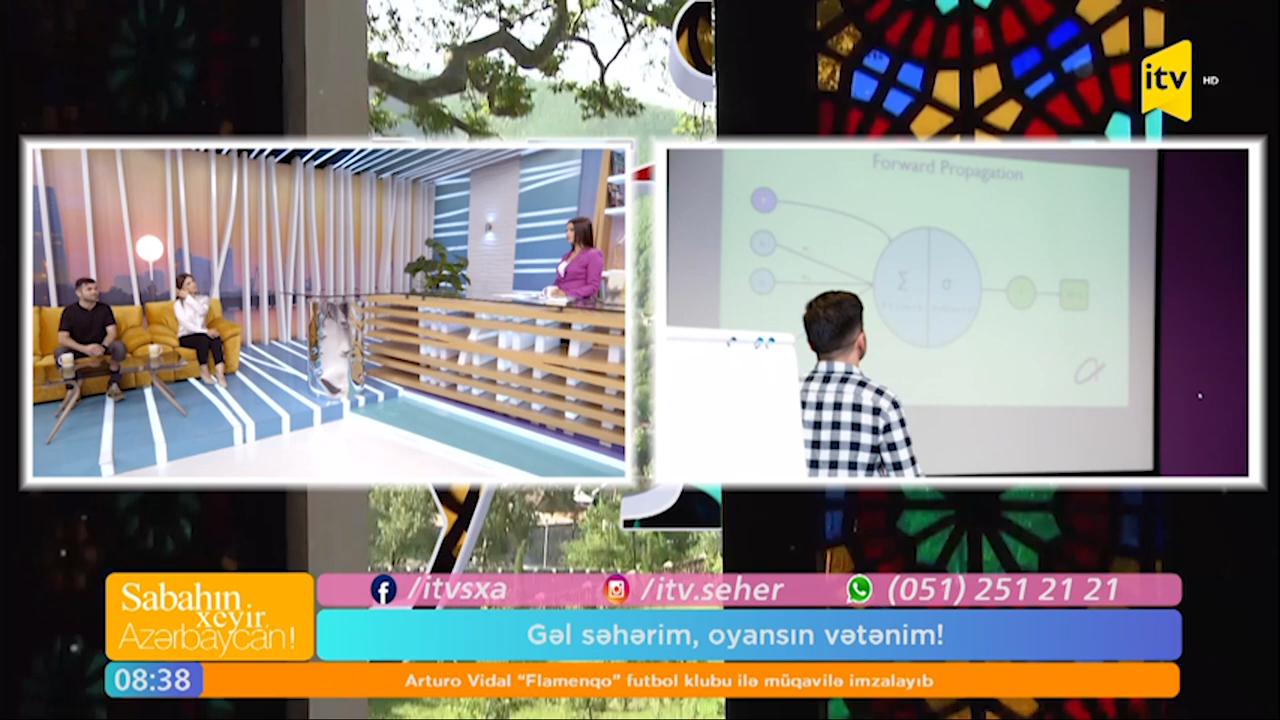 itv HD
Forward Propagation
Σ
σ
Sabahın
xeyir,
Azərbaycan!
/itvsxa
/itv.seher
(051) 251 21 21
Gəl səhərim, oyansın vətənim!
08:38
Arturo Vidal “Flamenqo” futbol klubu ilə müqavilə imzalayıb